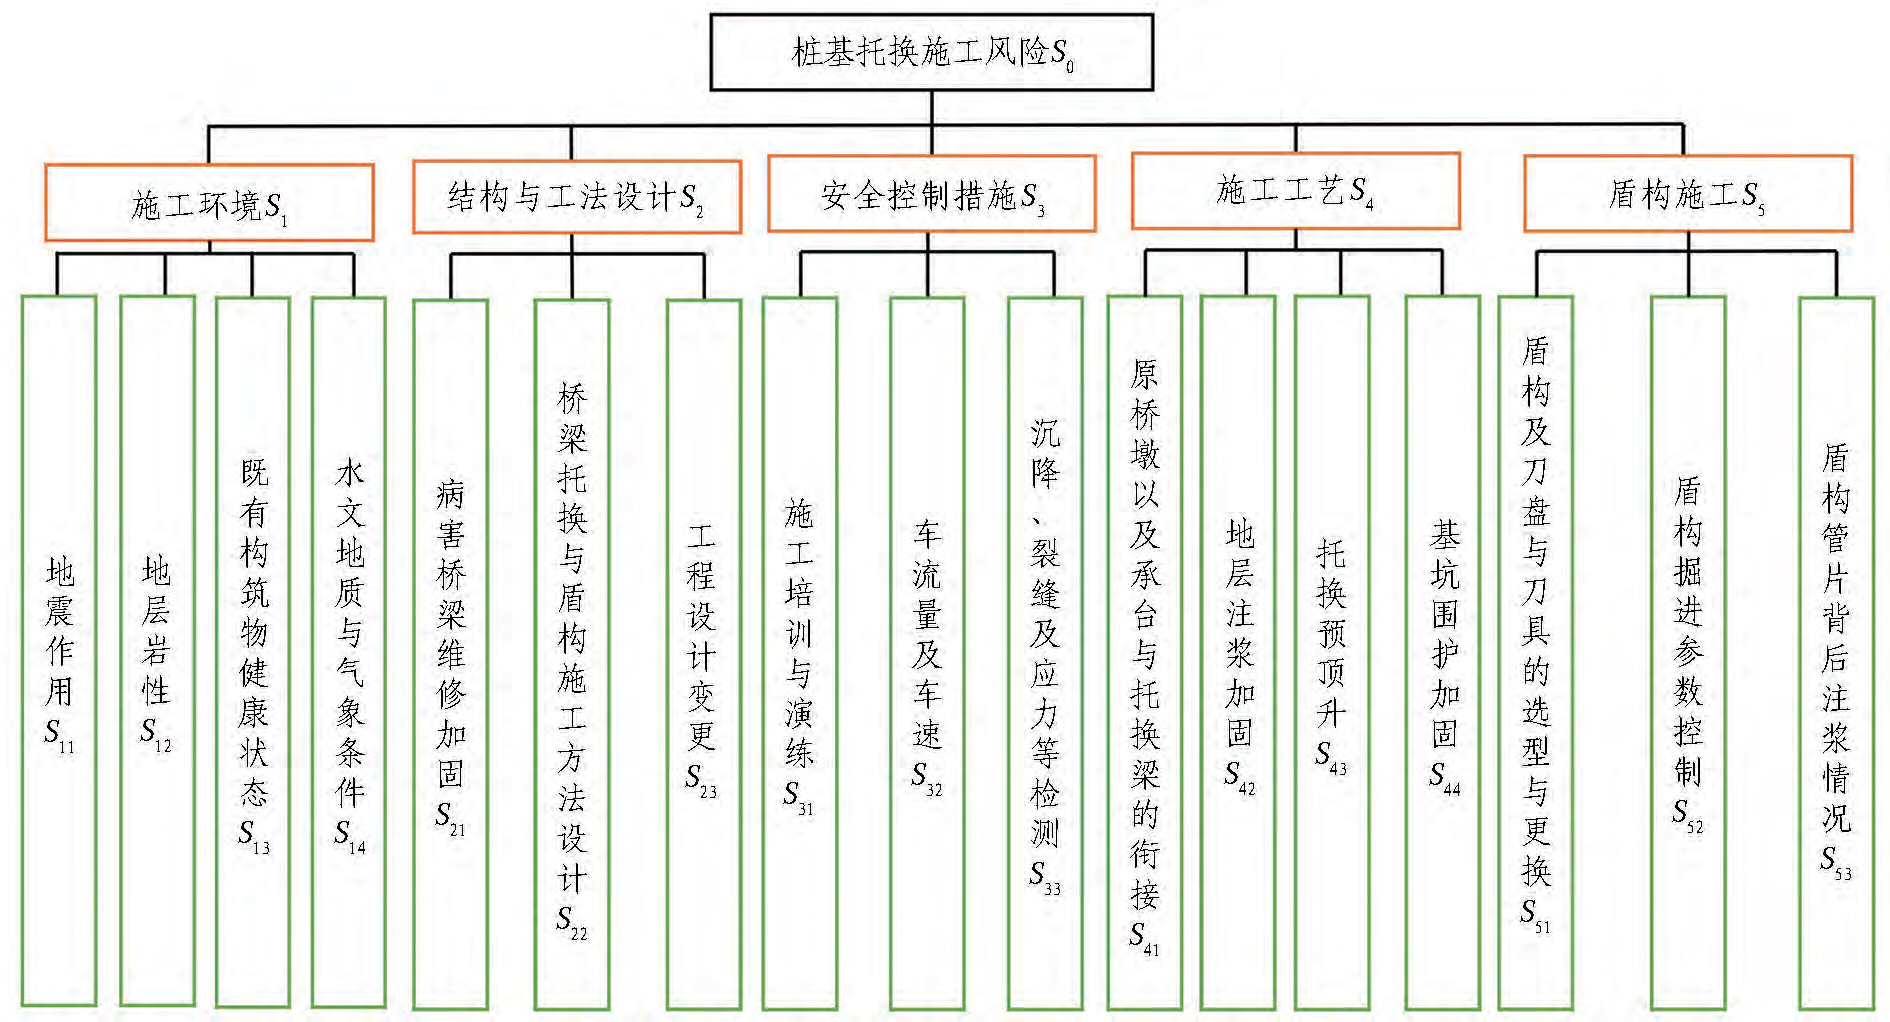 桩基托换施工风险S0
施工环境S1
结构与工法设计S2
安全控制措施S3
施工工艺S4
盾构施工S5
地震作用S11
地层岩性S12
既有构筑物健康状态S13
水文地质与气象条件S14
病害桥梁维修加固S21
桥梁托换与盾构施工方法设计S22
工程设计变更S23
施工培训与演练S31
车流量及车速S32
沉降、裂缝及应力等检测S33
原桥墩以及承台与托换梁的衔接S41
地层注浆加固S42
托换预顶升S43
基坑围护加固S44
盾构及刀盘与刀具的选型与更换S51
盾构掘进参数控制S52
盾构管片背后注浆情况S53